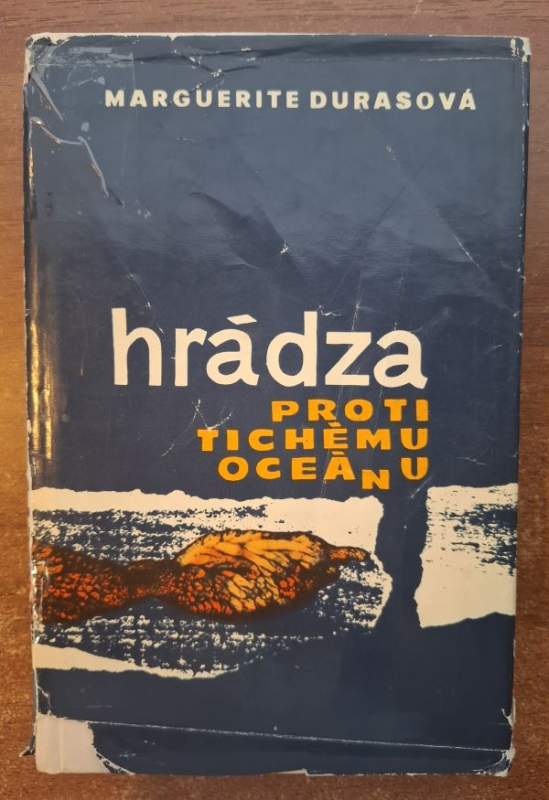 MARGUERITE DURASOVÁ
hrádza
PROTI
TICHÉMU
OCEÁNU